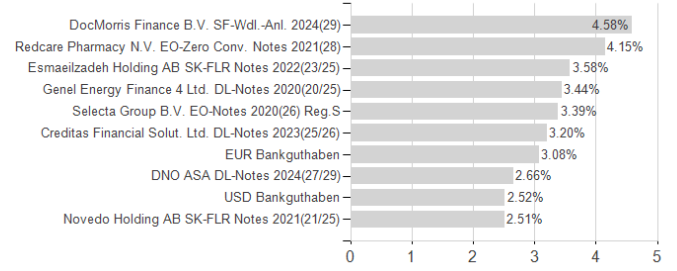 DocMorris Finance B.V. SF-Wdl.-Anl. 2024(29) 4.58%
Redcare Pharmacy N.V. EO-Zero Conv. Notes 2021(28) 4.15%
Esmaeilzadeh Holding AB SK-FLR Notes 2022(23/25) 3.58%
Genel Energy Finance 4 Ltd. DL-Notes 2020(20/25) 3.44%
Selecta Group B.V. EO-Notes 2020(26) Reg.S 3.39%
Creditas Financial Solut. Ltd. DL-Notes 2023(25/26) 3.20%
EUR Bankguthaben 3.08%
DNO ASA DL-Notes 2024(27/29) 2.66%
USD Bankguthaben 2.52%
Novedo Holding AB SK-FLR Notes 2021(21/25) 2.51%
0 1 2 3 4 5